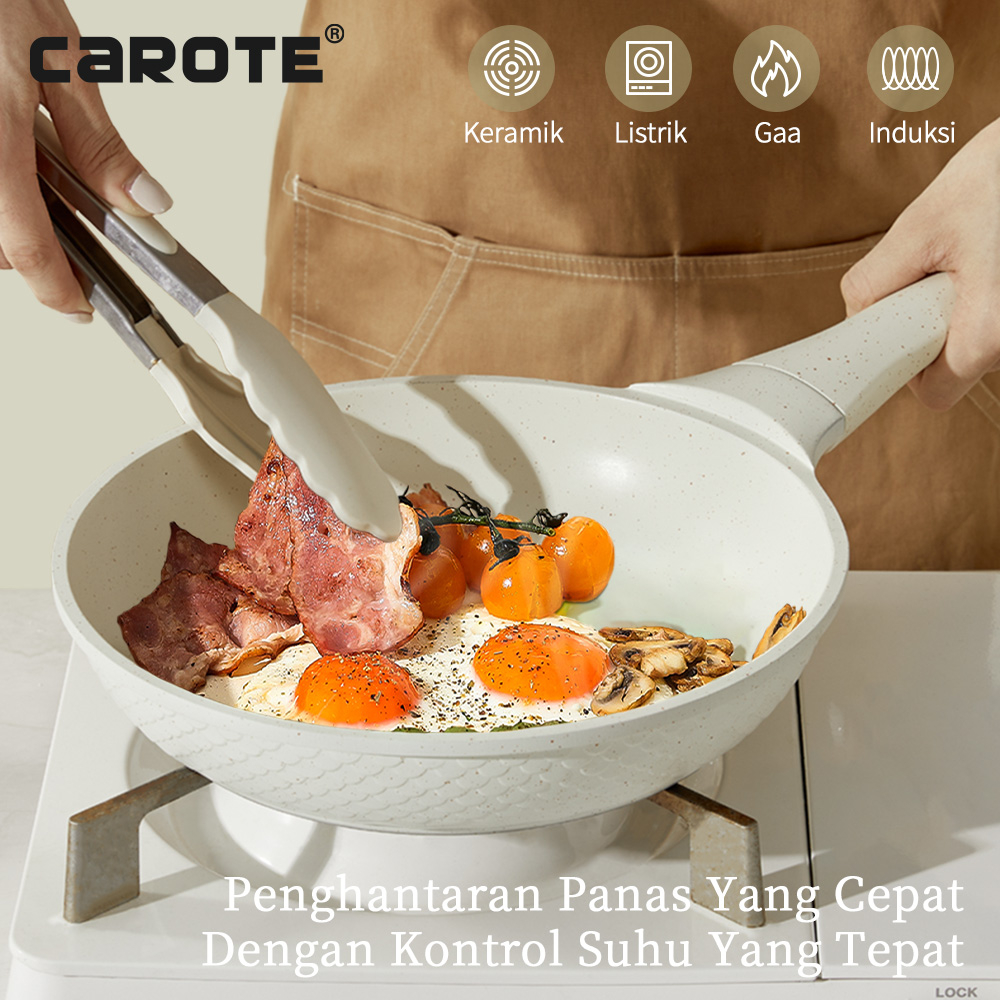 CAROTE®
Keramik
Listrik
Gaa
Induksi
Penghantaran Panas Yang Cepat
Dengan Kontrol Suhu Yang Tepat
LOCK